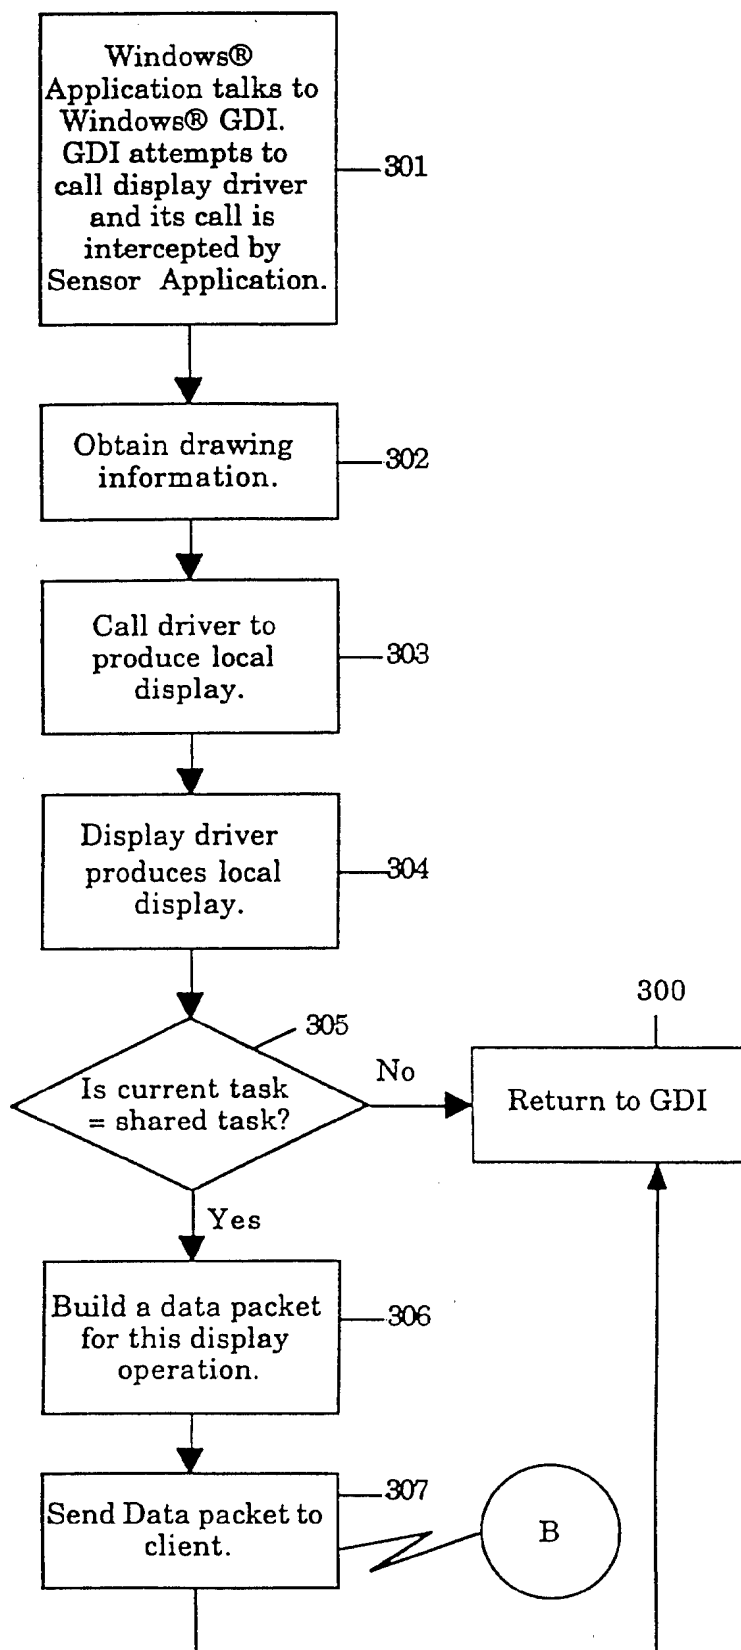 Windows®
Application talks to
Windows® GDI.
GDI attempts to
call display driver
and its call is
intercepted by
Sensor Application.
301
Obtain drawing
information.
302
Call driver to
produce local
display.
303
Display driver
produces local
display.
304
305
300
Is current task
= shared task?
No
Return to GDI
Yes
Build a data packet
for this display
operation.
306
307
Send Data packet to
client.
B